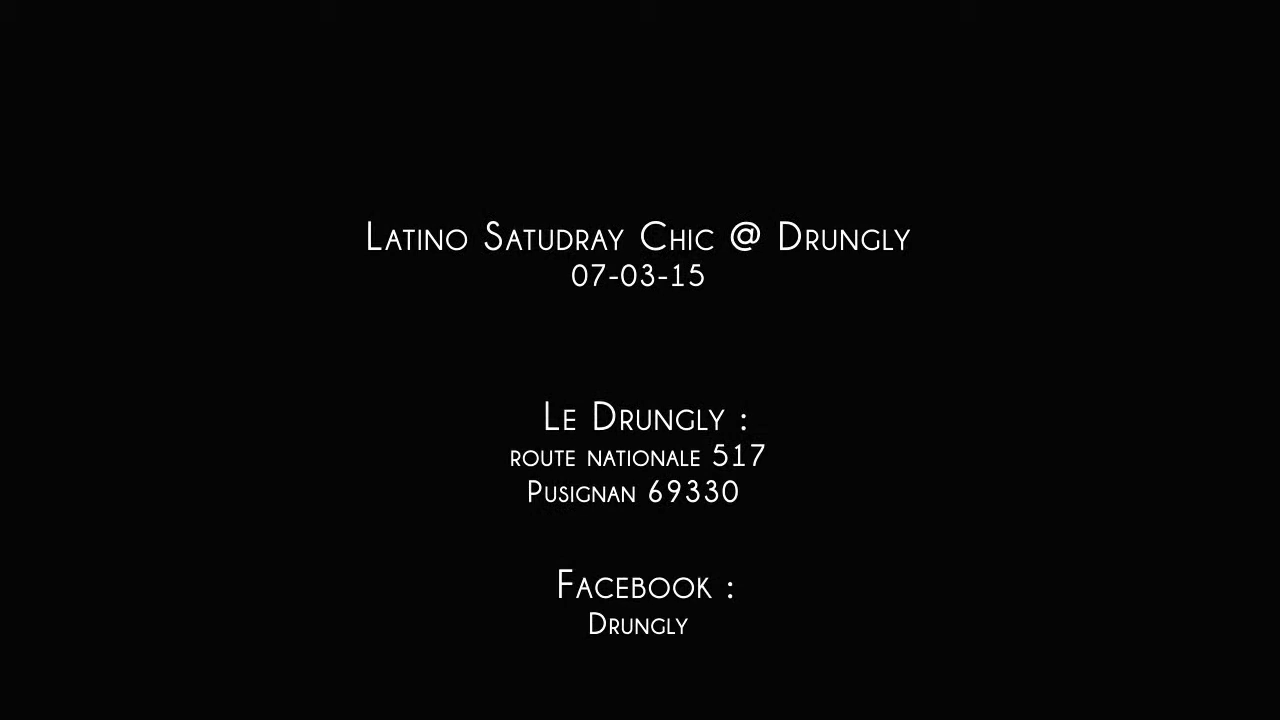 Latino Satudray Chic @ Drungly
07-03-15
Le Drungly :
route nationale 517
Pusignan 69330
Facebook :
Drungly